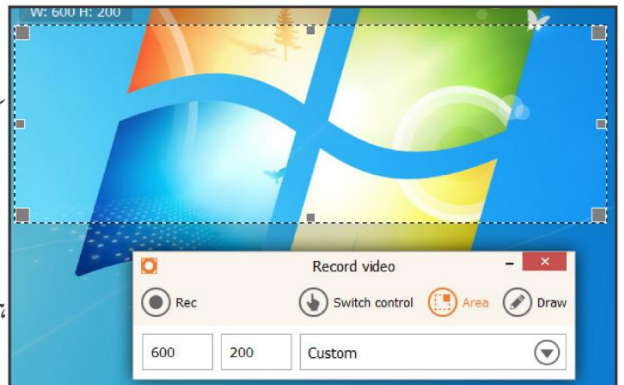 W: 600 H: 200
Record video
Rec
Switch control
Area
Draw
600
200
Custom